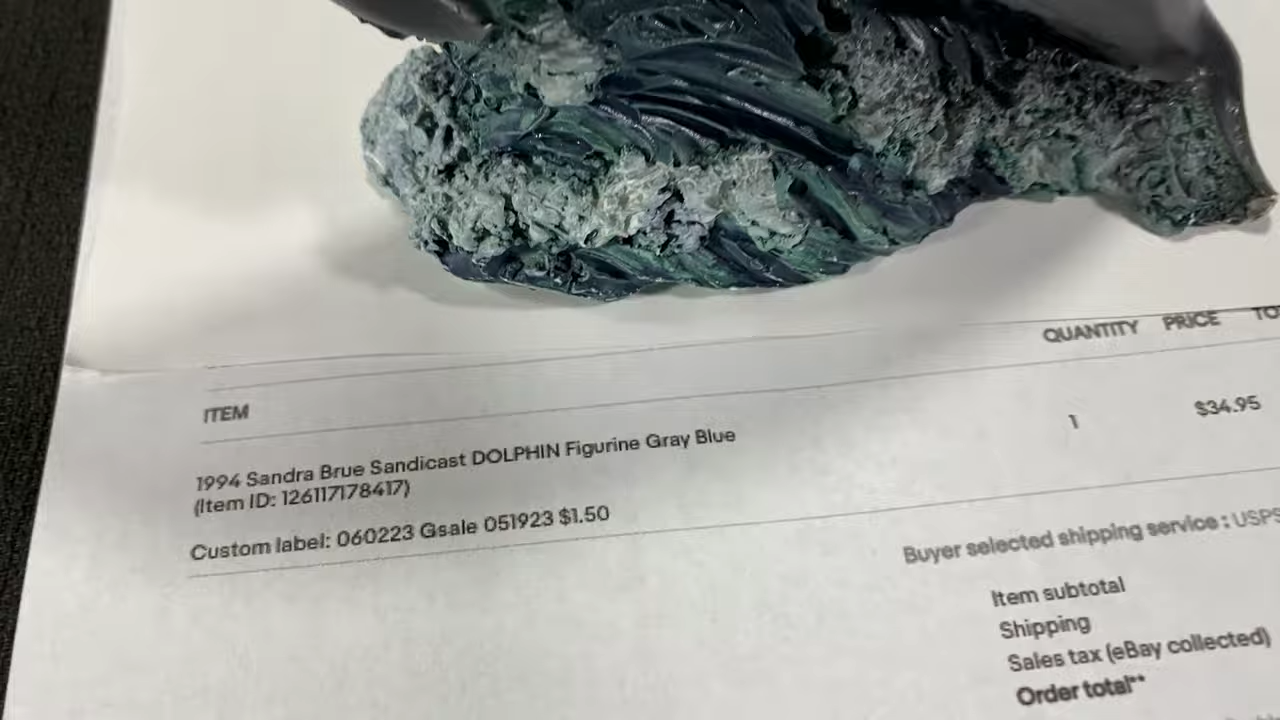 QUANTITY PRICE
ITEM
1994 Sandra Brue Sandicast DOLPHIN Figurine Gray Blue 1 $34.95
(Item ID: 126117178417)
Custom label: 060223 Gsale 051923 $1.50
Buyer selected shipping service : USPS
Item subtotal
Shipping
Sales tax (eBay collected)
Order total**